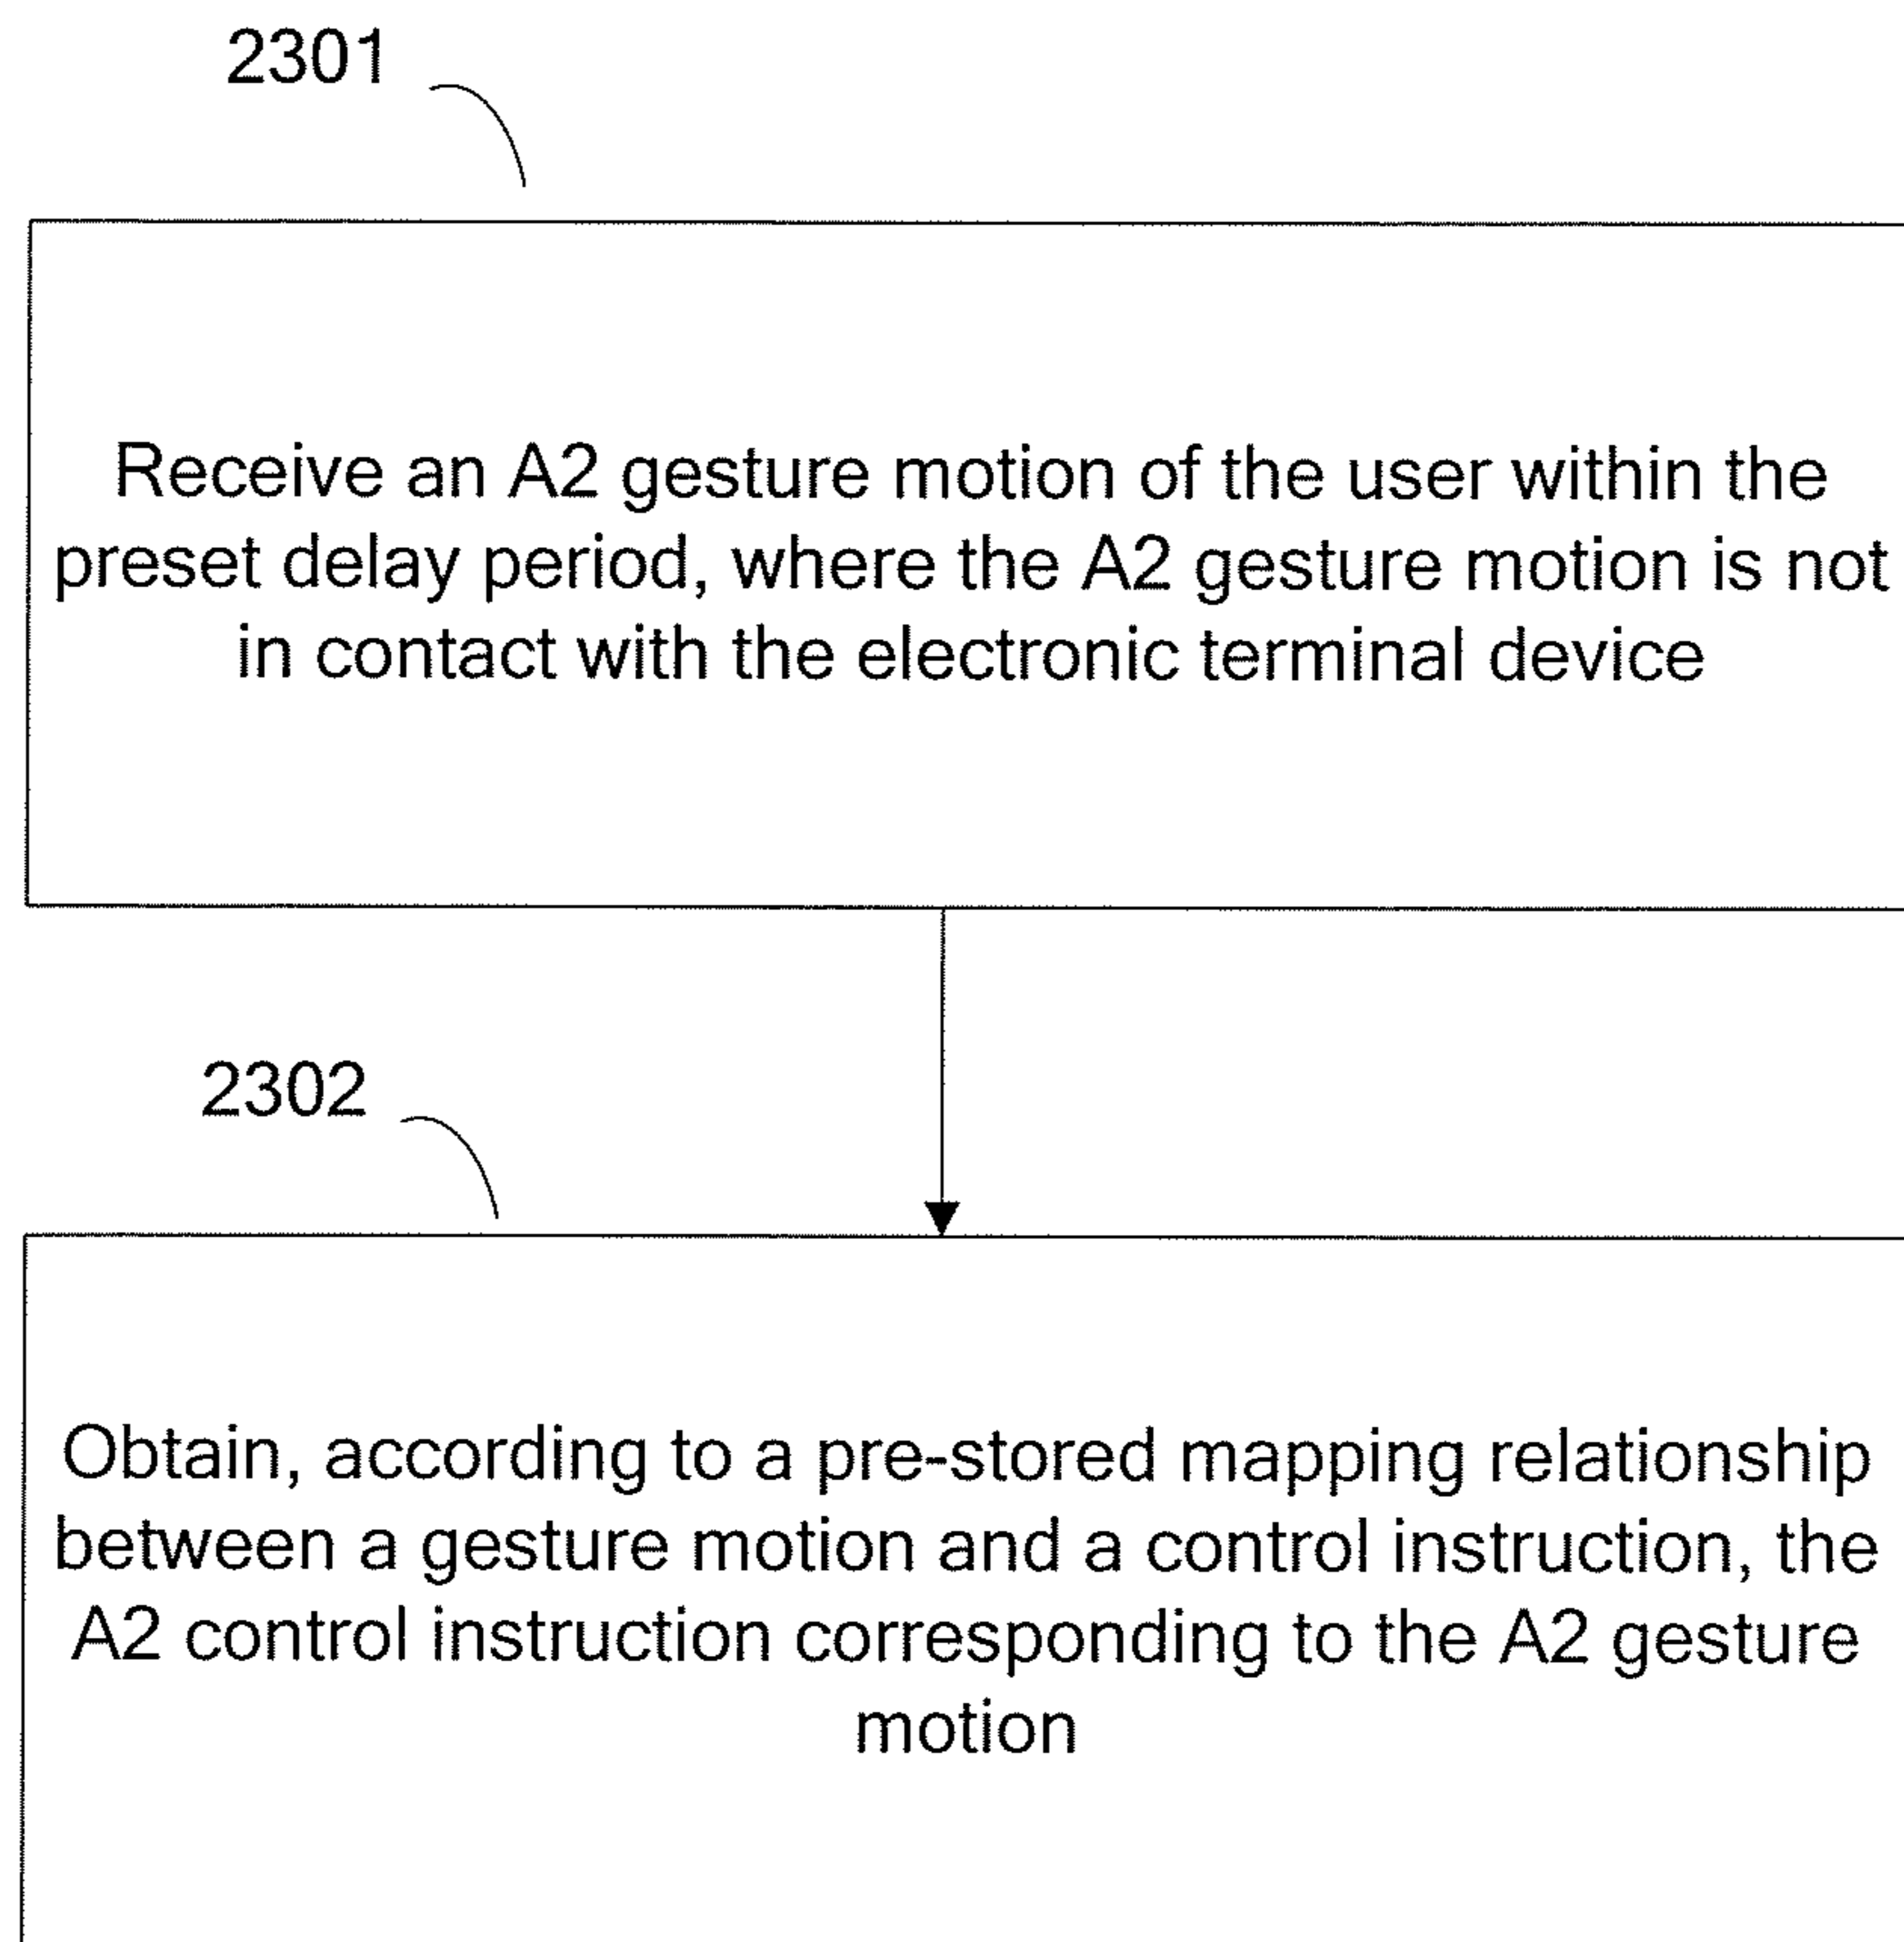 2301
Receive an A2 gesture motion of the user within the
preset delay period, where the A2 gesture motion is not
in contact with the electronic terminal device
2302
Obtain, according to a pre-stored mapping relationship
between a gesture motion and a control instruction, the
A2 control instruction corresponding to the A2 gesture
motion